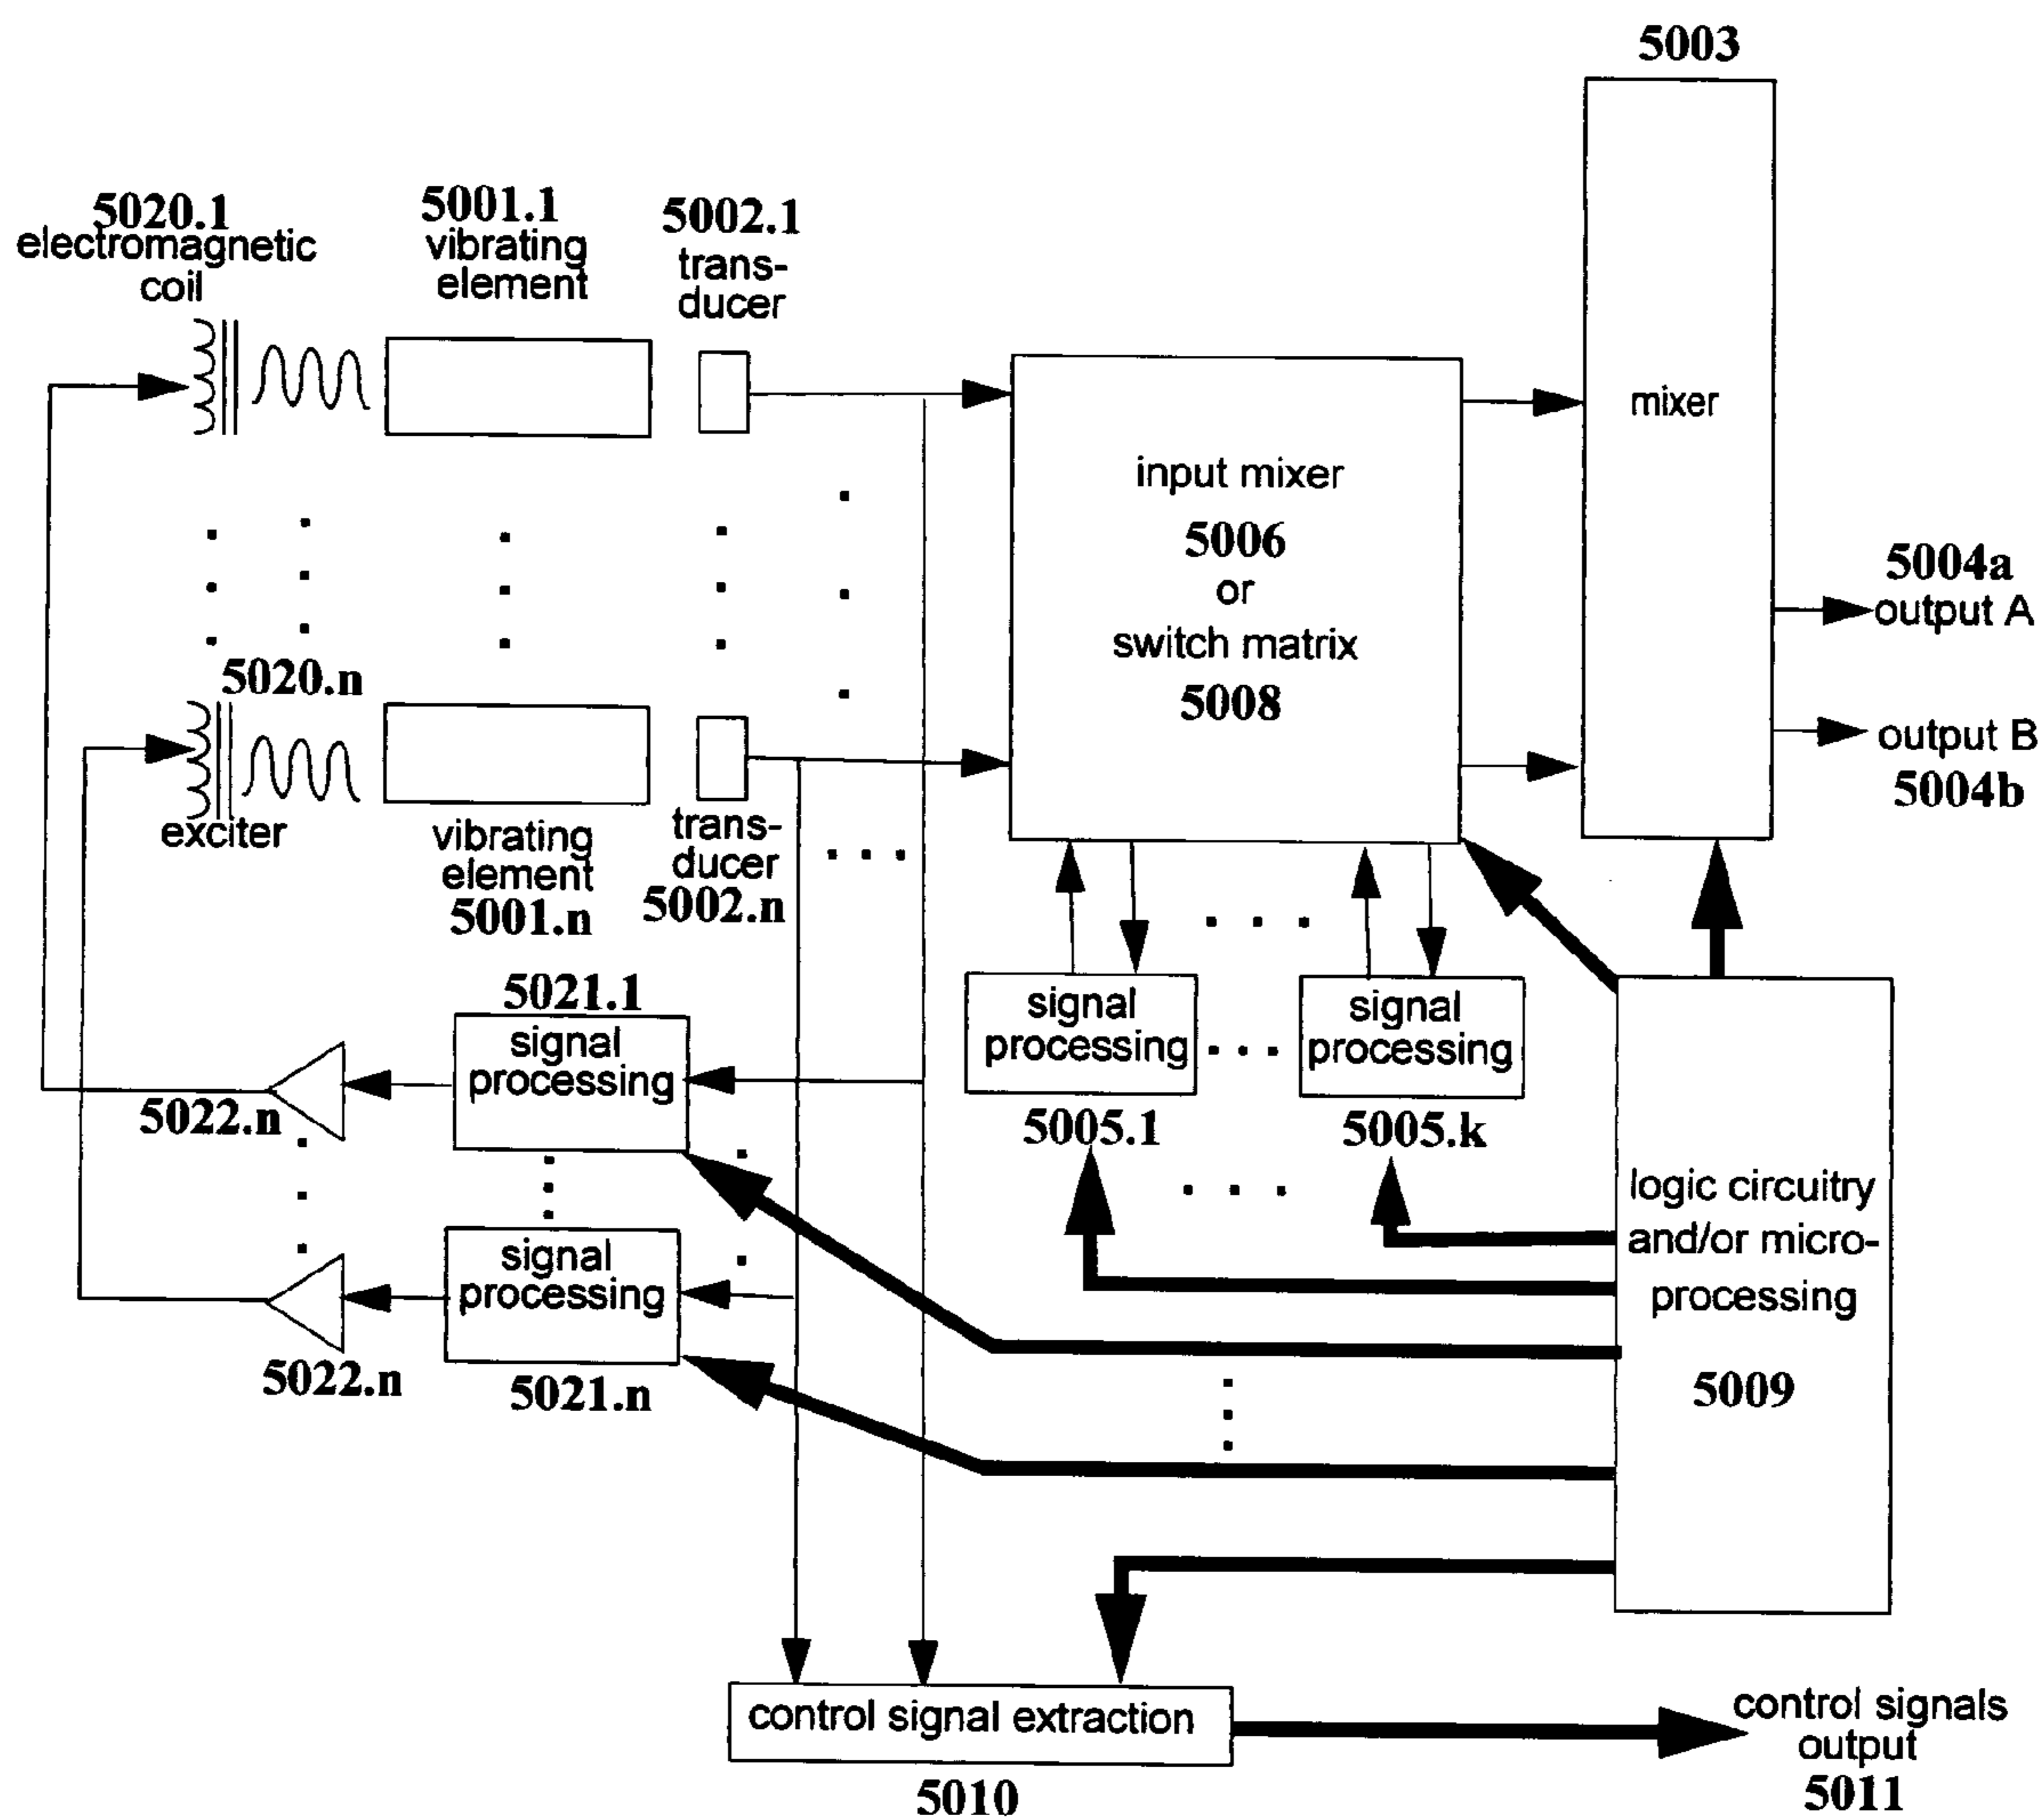 5003
5020.1
electromagnetic
coil
5001.1
vibrating
element
5002.1
trans-
ducer
mixer
input mixer
5006
or
switch matrix
5008
5004a
output A
output B
5004b
5020.n
exciter
vibrating
element
5001.n
trans-
ducer
5002.n
5021.1
signal
processing
5022.n
signal
processing
5005.1
signal
processing
5005.k
signal
processing
5022.n
5021.n
logic circuitry
and/or micro-
processing
5009
control signal extraction
5010
control signals
output
5011